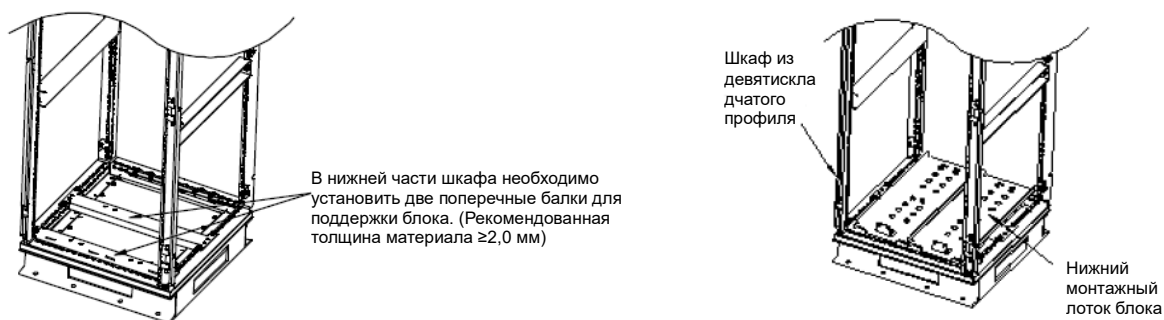 В нижней части шкафа необходимо
установить две поперечные балки для
поддержки блока. (Рекомендованная
толщина материала ≥2,0 мм)
Шкаф из
девятискла
дчатого
профиля
Нижний
монтажный
лоток блока